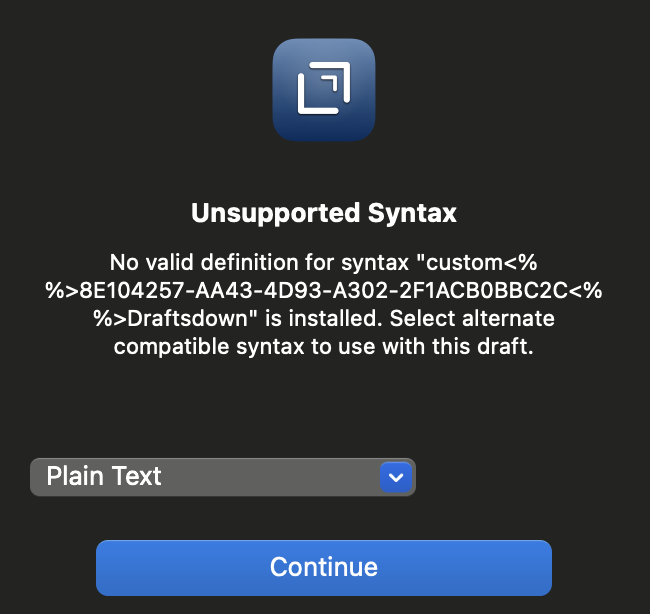 Unsupported Syntax
No valid definition for syntax "custom<%
%>8E104257-AA43-4D93-A302-2F1ACB0BBC2C<%
%>Draftsdown" is installed. Select alternate
compatible syntax to use with this draft.
Plain Text
Continue